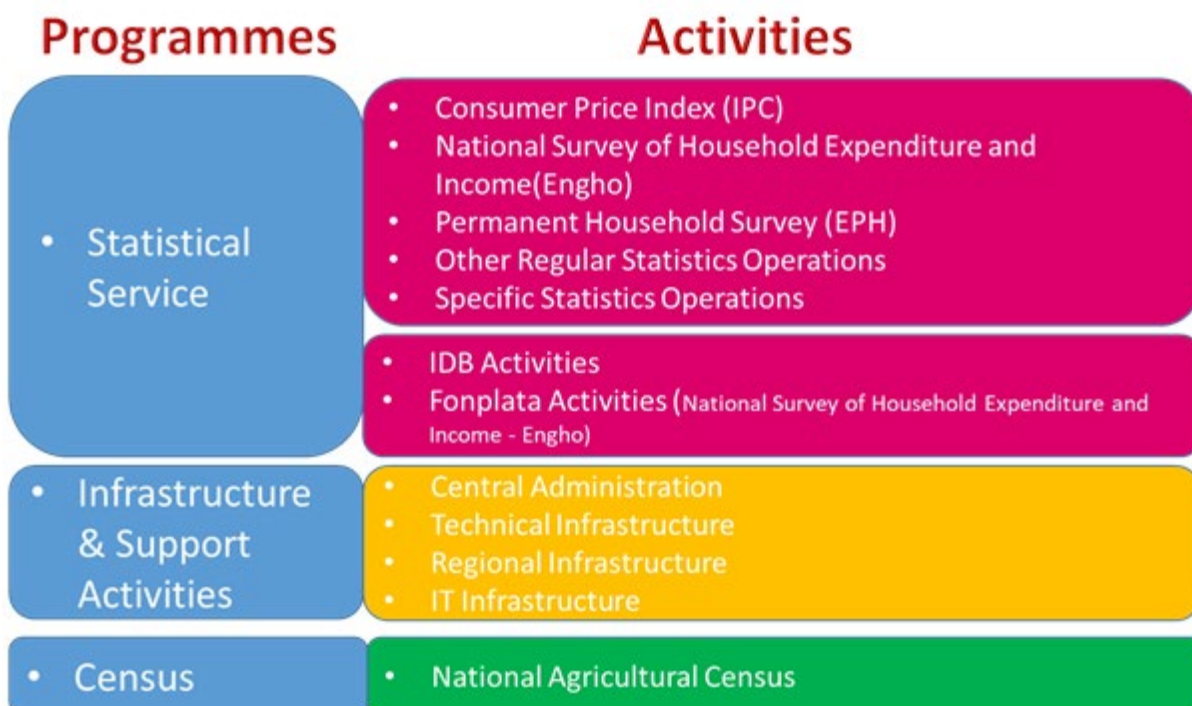 Programmes
Activities
• Statistical
Service
• Consumer Price Index (IPC)
• National Survey of Household Expenditure and
Income(Engho)
• Permanent Household Survey (EPH)
• Other Regular Statistics Operations
• Specific Statistics Operations
• IDB Activities
• Fonplata Activities (National Survey of Household Expenditure and
Income - Engho)
• Infrastructure
& Support
Activities
• Central Administration
• Technical Infrastructure
• Regional Infrastructure
• IT Infrastructure
• Census
• National Agricultural Census